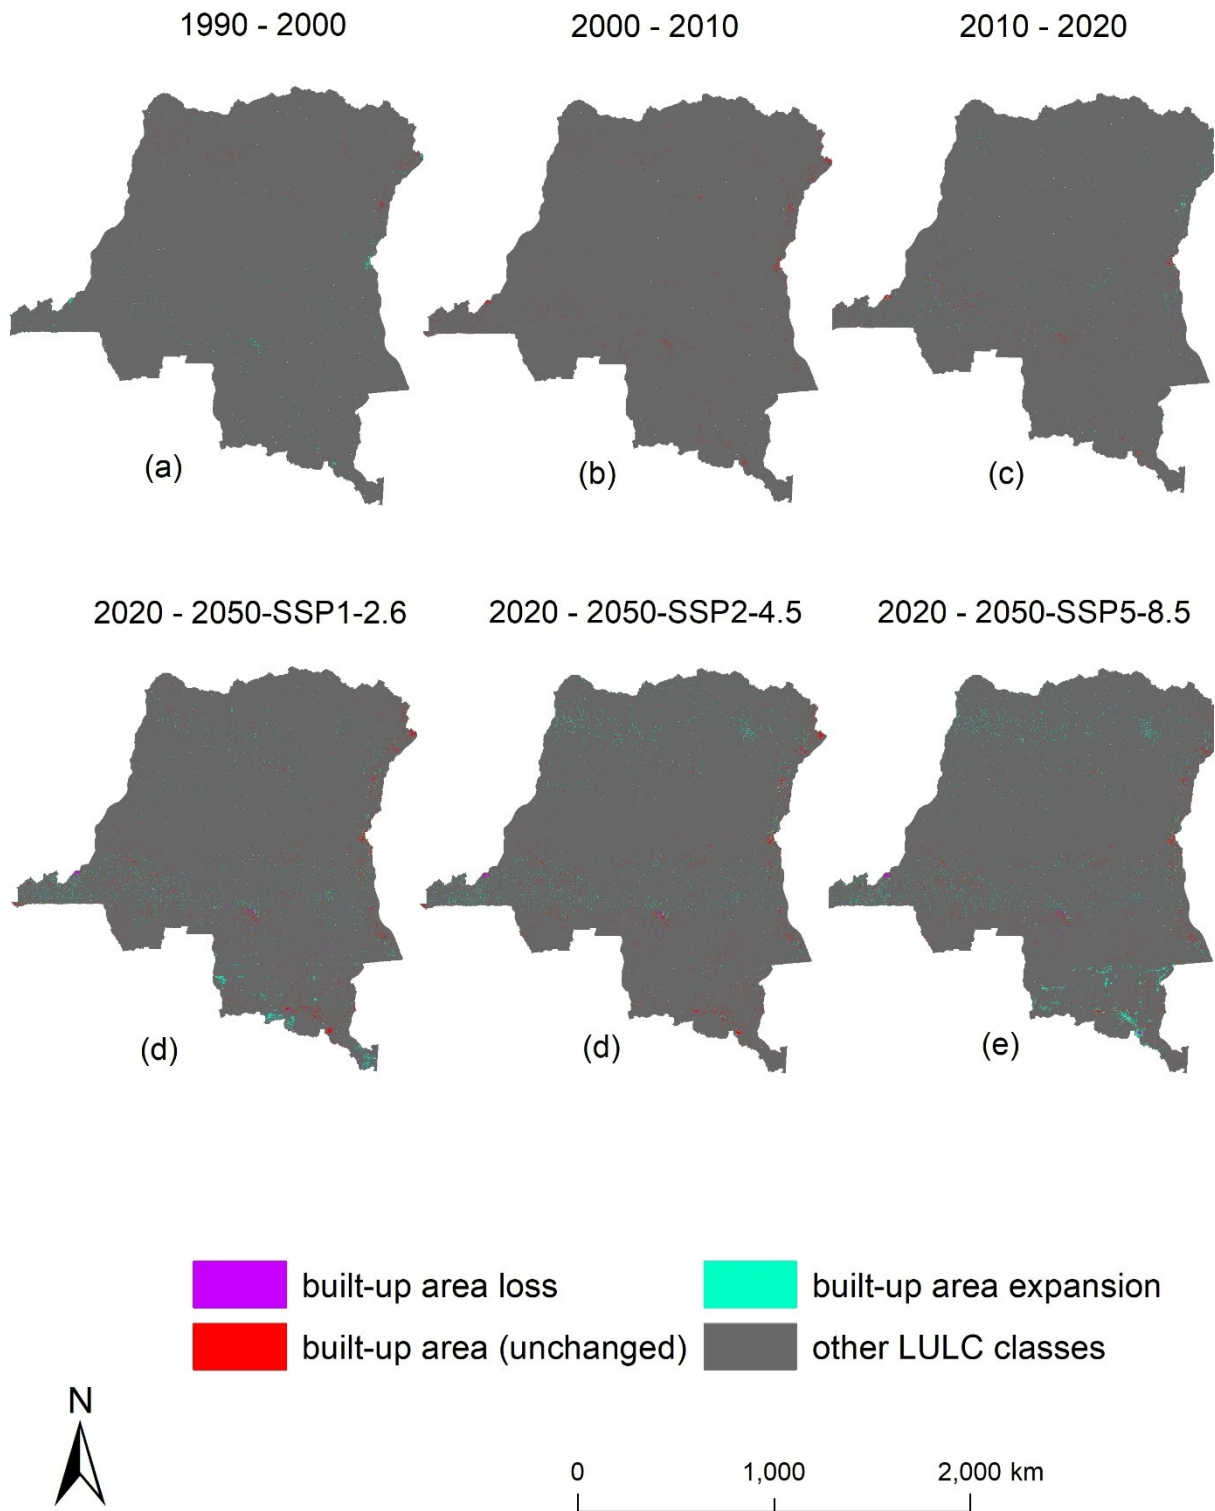 1990 - 2000
2000 - 2010
2010 - 2020
(a)
(b)
(c)
2020 - 2050-SSP1-2.6
2020 - 2050-SSP2-4.5
2020 - 2050-SSP5-8.5
(d)
(d)
(e)
built-up area loss
built-up area expansion
built-up area (unchanged)
other LULC classes
N
0
1,000
2,000 km